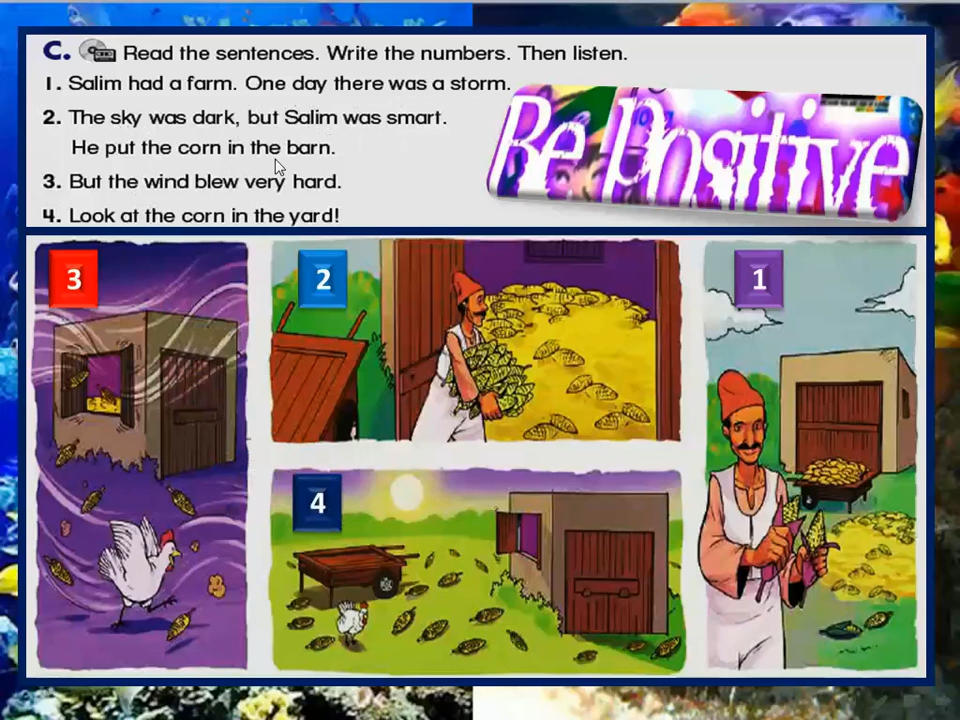 C. Read the sentences. Write the numbers. Then listen.
1. Salim had a farm. One day there was a storm.
2. The sky was dark, but Salim was smart.
He put the corn in the barn.
3. But the wind blew very hard.
4. Look at the corn in the yard!
Be Positive
3
2
1
4